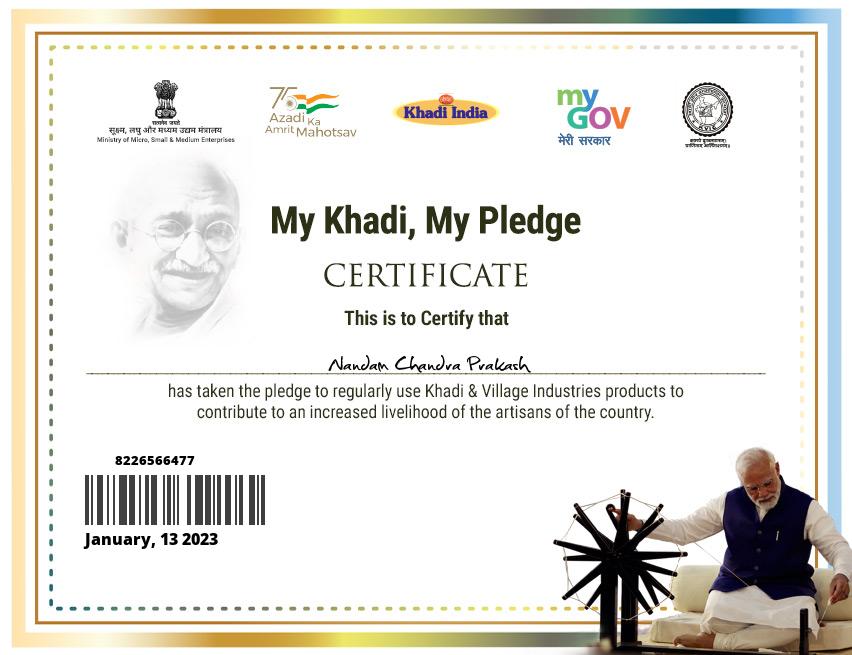 सत्यमेव जयते
सूक्ष्म, लघु और मध्यम उद्यम मंत्रालय
Ministry of Micro, Small & Medium Enterprises
75
Azadi Ka
Amrit Mahotsav
Khadi India
my
GOV
मेरी सरकार
My Khadi, My Pledge
CERTIFICATE
This is to Certify that
Nandam Chandra Prakash
has taken the pledge to regularly use Khadi & Village Industries products to
contribute to an increased livelihood of the artisans of the country.
8226566477
January, 13 2023